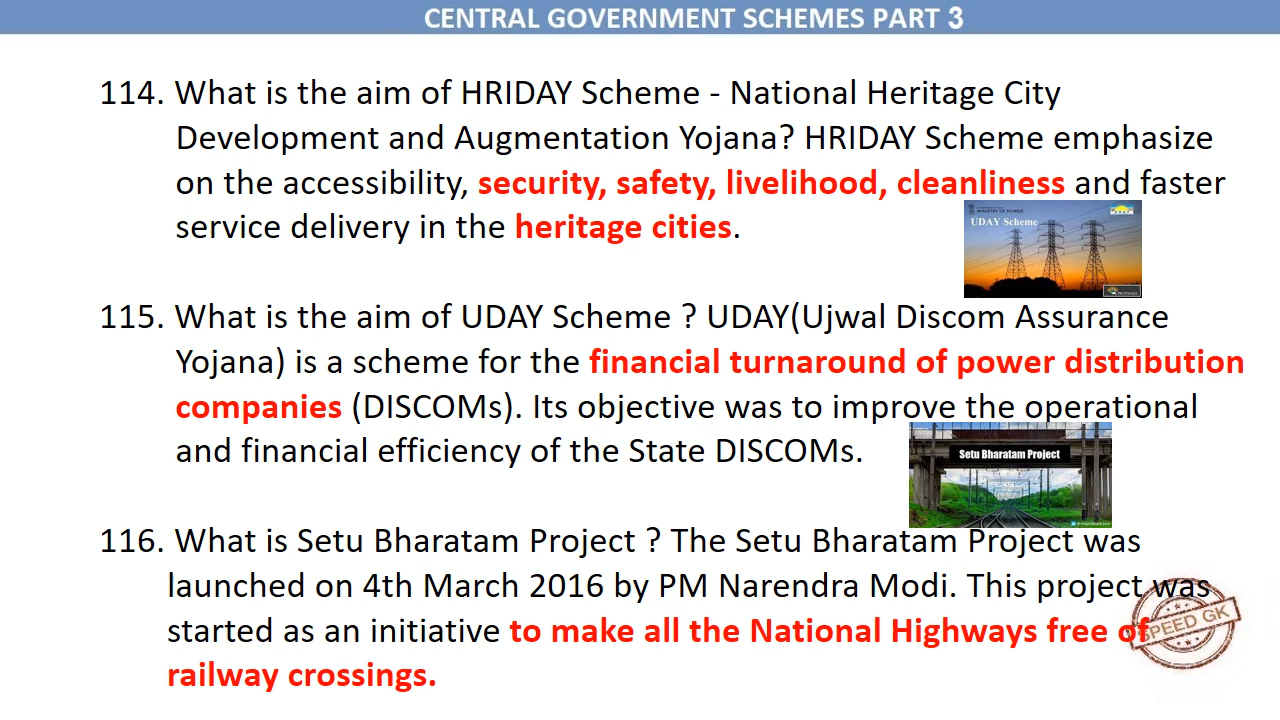 CENTRAL GOVERNMENT SCHEMES PART 3
114. What is the aim of HRIDAY Scheme - National Heritage City
Development and Augmentation Yojana? HRIDAY Scheme emphasize
on the accessibility, security, safety, livelihood, cleanliness and faster
service delivery in the heritage cities.
MINISTRY OF POWER
UDAY Scheme
115. What is the aim of UDAY Scheme ? UDAY(Ujwal Discom Assurance
Yojana) is a scheme for the financial turnaround of power distribution
companies (DISCOMs). Its objective was to improve the operational
and financial efficiency of the State DISCOMs.
Setu Bharatam Project
116. What is Setu Bharatam Project ? The Setu Bharatam Project was
launched on 4th March 2016 by PM Narendra Modi. This project was
started as an initiative to make all the National Highways free of
railway crossings.
SPEED GK